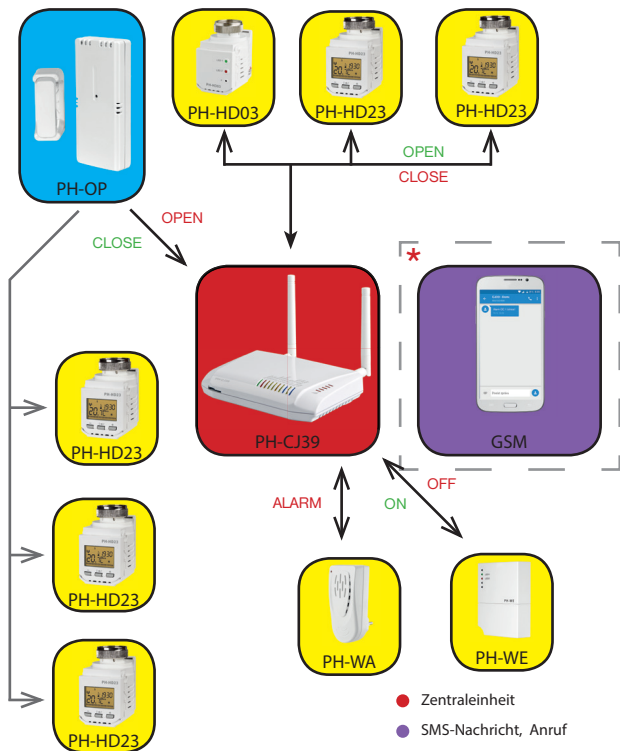 PH-OP
PH-HD03
PH-HD23
PH-HD23
OPEN
CLOSE
OPEN
CLOSE
*
PH-CJ39
GSM
PH-HD23
PH-HD23
PH-HD23
ALARM
OFF
ON
PH-WA
PH-WE
Zentraleinheit
SMS-Nachricht, Anruf